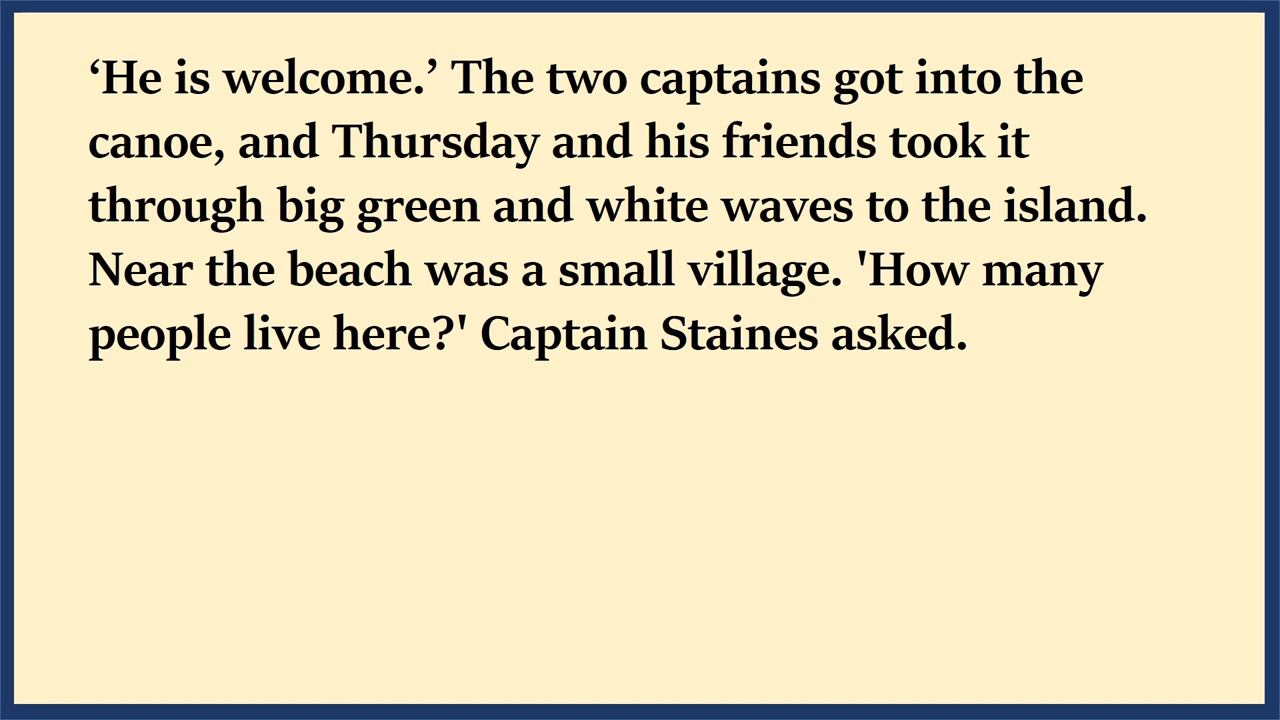 ‘He is welcome.’ The two captains got into the
canoe, and Thursday and his friends took it
through big green and white waves to the island.
Near the beach was a small village. 'How many
people live here?' Captain Staines asked.